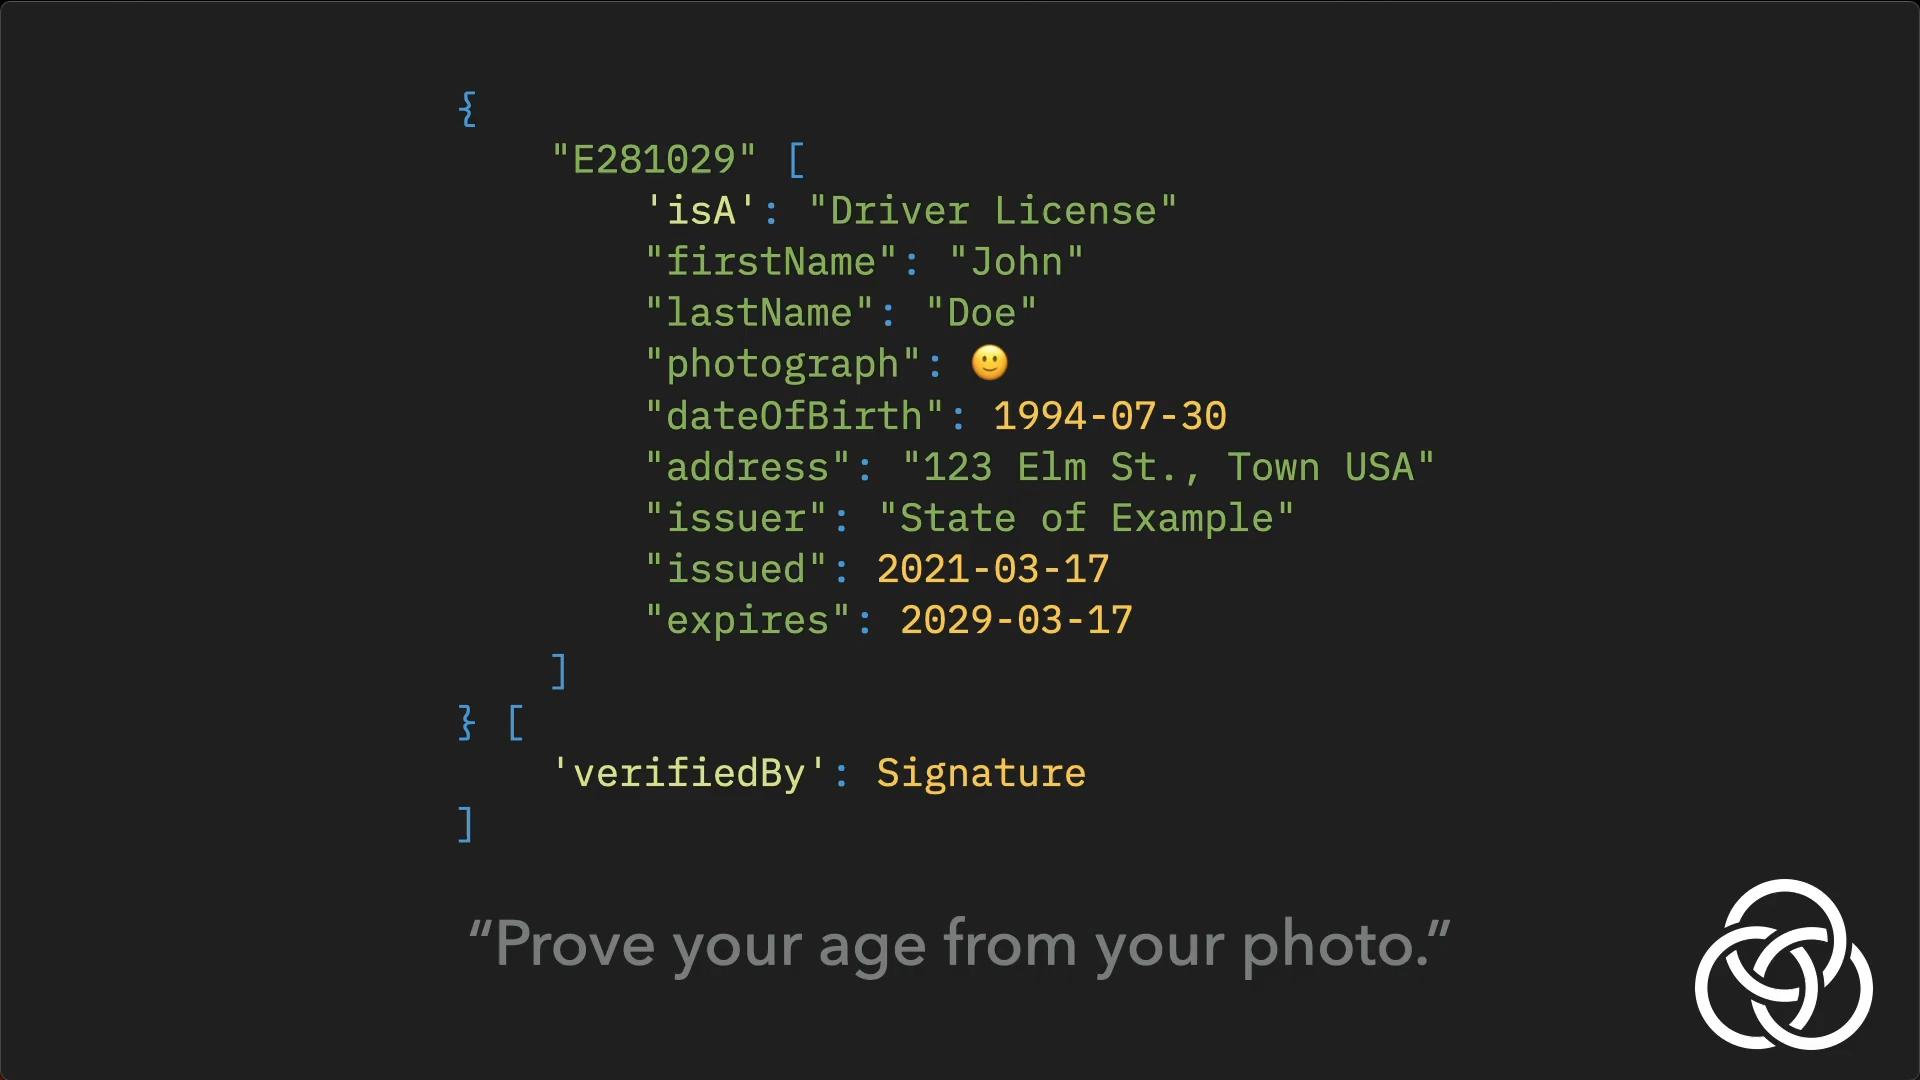 {
"E281029" [
'isA': "Driver License"
"firstName": "John"
"lastName": "Doe"
"photograph": 🙂
"dateOfBirth": 1994-07-30
"address": "123 Elm St., Town USA"
"issuer": "State of Example"
"issued": 2021-03-17
"expires": 2029-03-17
]
} [
'verifiedBy': Signature
]
“Prove your age from your photo.”